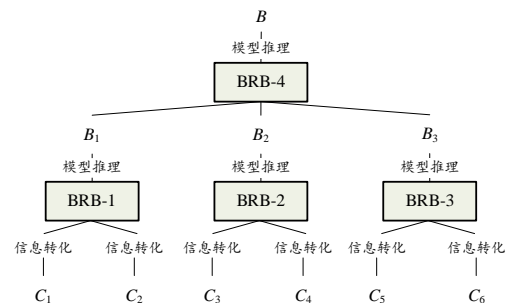 B
模型推理
BRB-4
B₁ B₂ B₃
模型推理 模型推理 模型推理
BRB-1 BRB-2 BRB-3
信息转化 信息转化 信息转化 信息转化 信息转化 信息转化
C₁ C₂ C₃ C₄ C₅ C₆